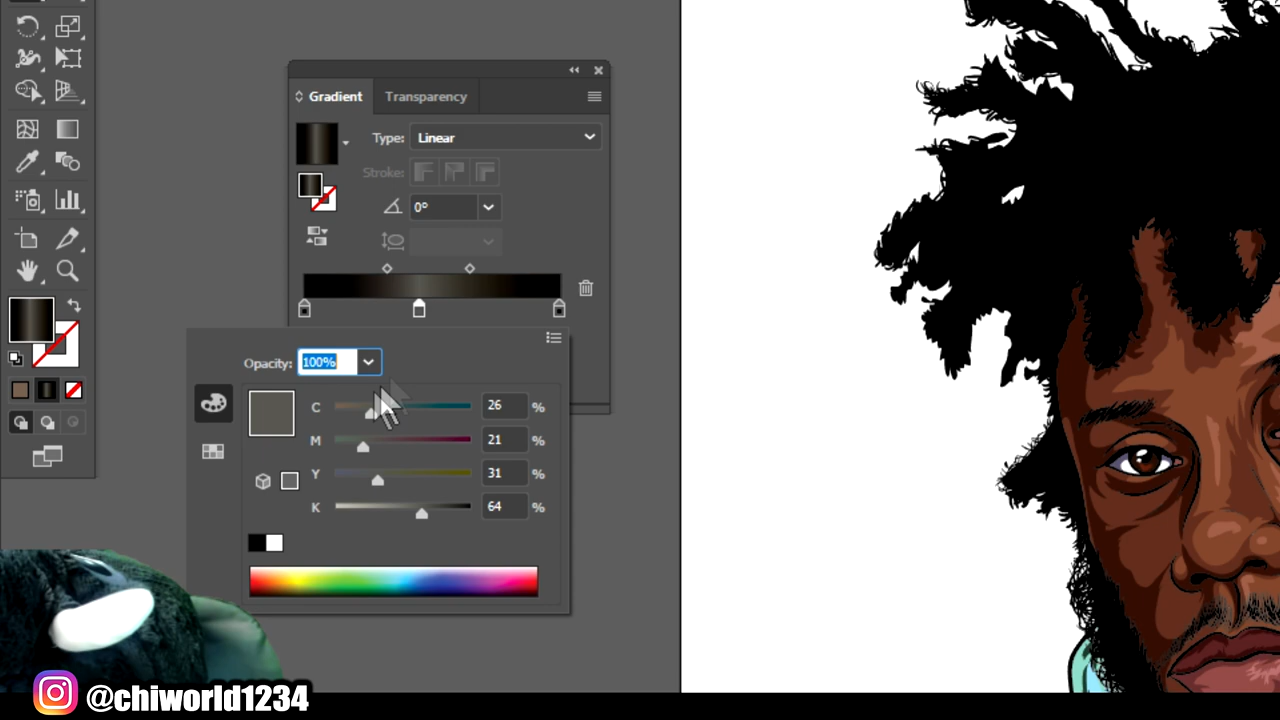 Gradient
Transparency
Type:
Linear
Stroke:
0°
Opacity:
100%
C
26
%
M
21
%
Y
31
%
K
64
%
@chiworld1234